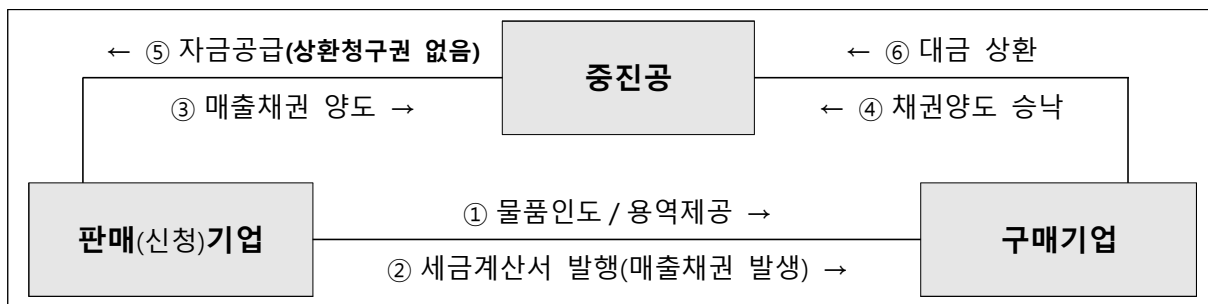 ← ⑤ 자금공급(상환청구권 없음)
← ⑥ 대금 상환
중진공
③ 매출채권 양도 →
← ④ 채권양도 승낙
① 물품인도 / 용역제공 →
판매(신청)기업
구매기업
② 세금계산서 발행(매출채권 발생) →